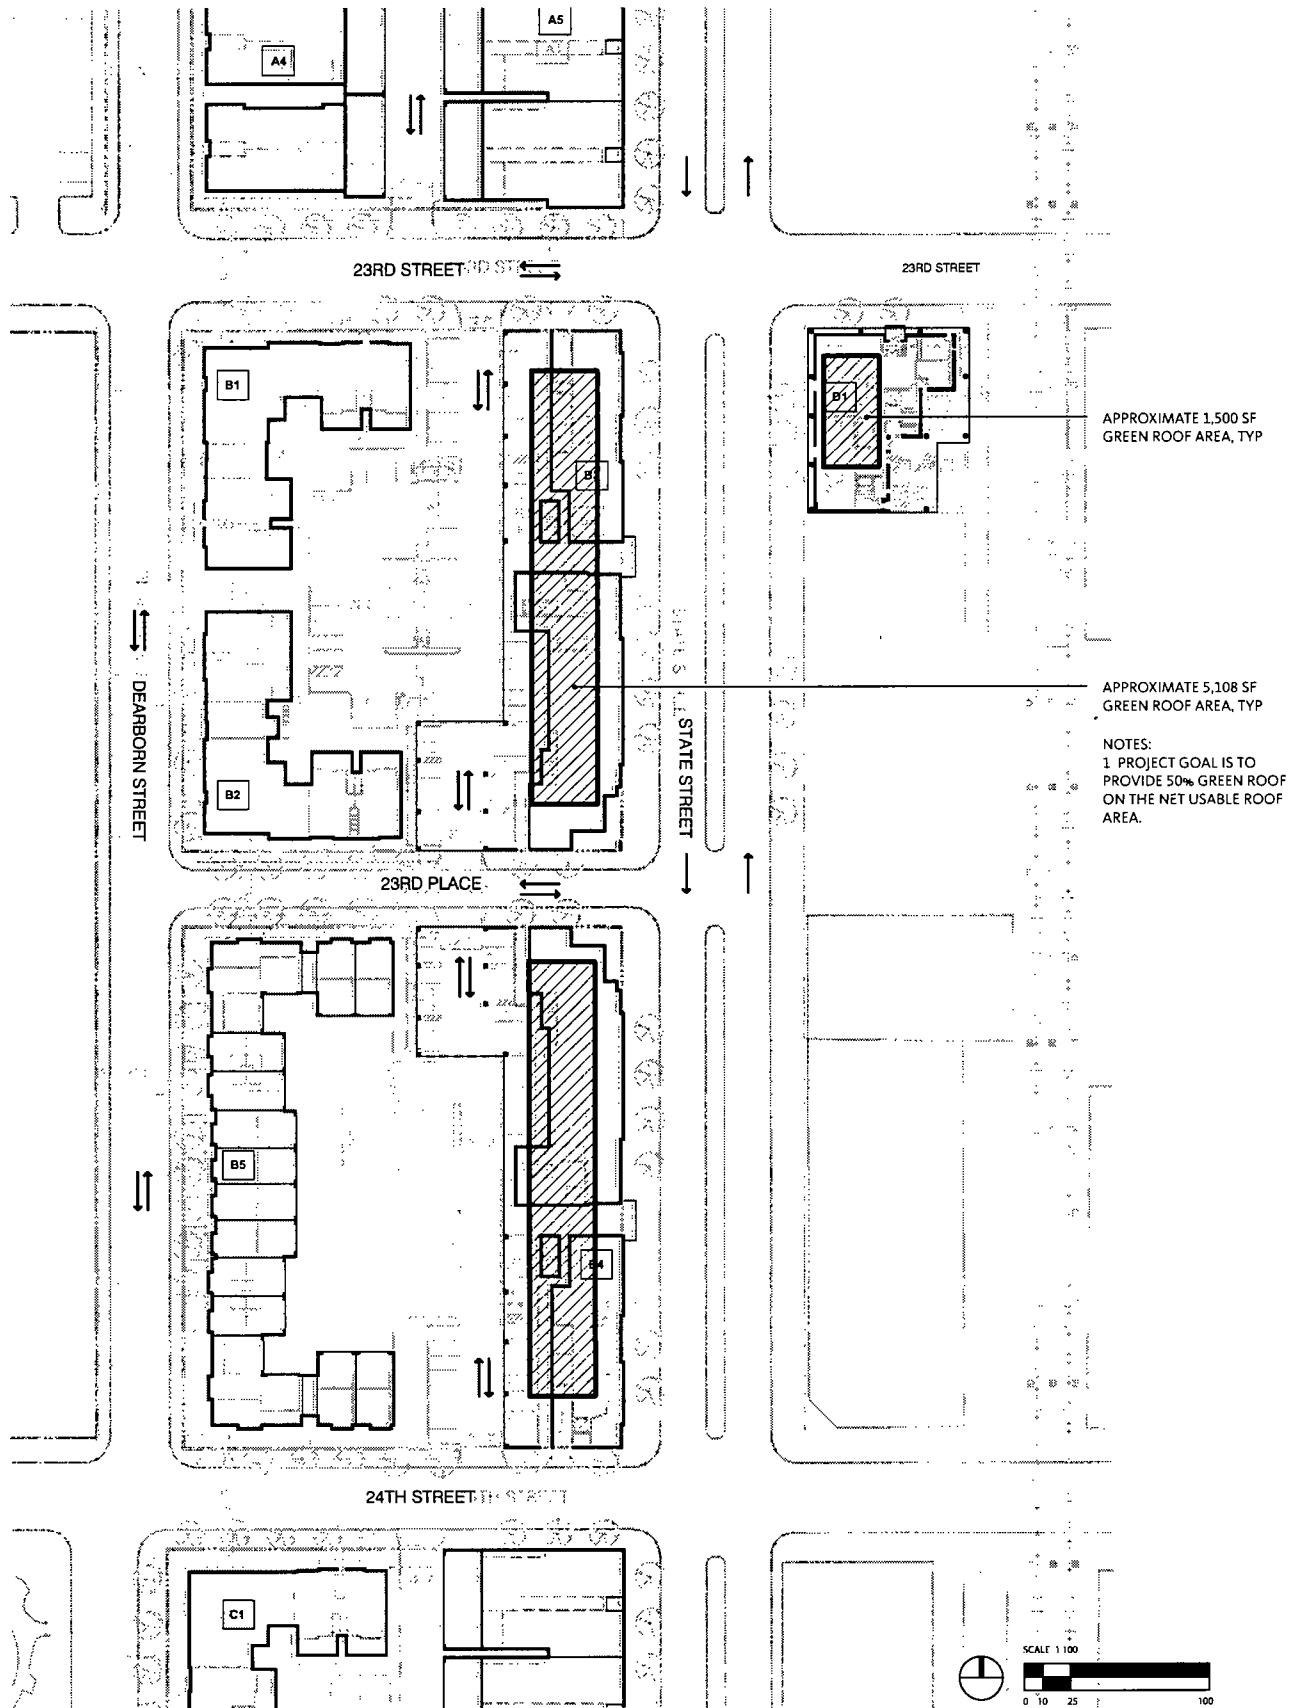 A5
A4
23RD STREET
23RD STREET
B1
B1
APPROXIMATE 1,500 SF
GREEN ROOF AREA, TYP
DEARBORN STREET
APPROXIMATE 5,108 SF
GREEN ROOF AREA, TYP
STATE STREET
NOTES:
1 PROJECT GOAL IS TO
PROVIDE 50% GREEN ROOF
ON THE NET USABLE ROOF
AREA.
B2
23RD PLACE
B5
B4
24TH STREET
C1
SCALE 1 100
0 10 25 100